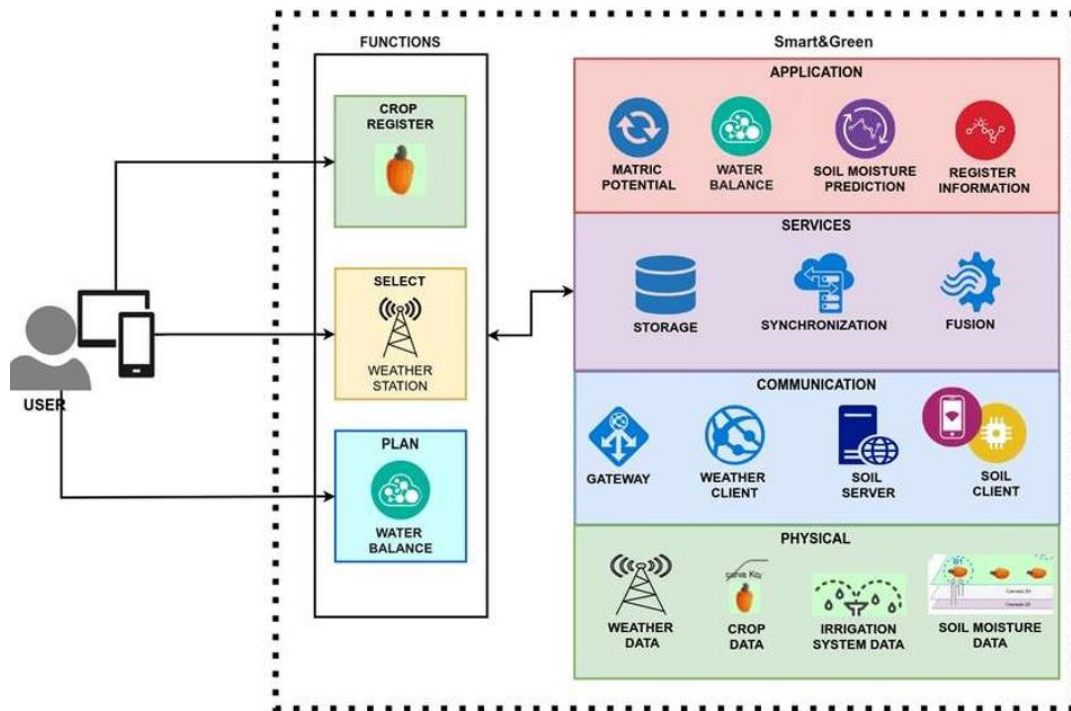 FUNCTIONS
CROP
REGISTER
SELECT
WEATHER
STATION
PLAN
WATER
BALANCE
USER
Smart&Green
APPLICATION
MATRIC
POTENTIAL
WATER
BALANCE
SOIL MOISTURE
PREDICTION
REGISTER
INFORMATION
SERVICES
STORAGE
SYNCHRONIZATION
FUSION
COMMUNICATION
GATEWAY
WEATHER
CLIENT
SOIL
SERVER
SOIL
CLIENT
PHYSICAL
WEATHER
DATA
CROP
DATA
IRRIGATION
SYSTEM DATA
SOIL MOISTURE
DATA